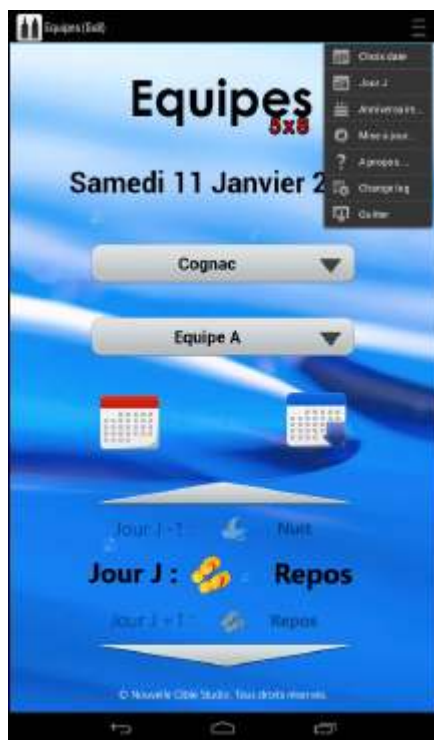 Equipes (5x8)
Choix date
Jour J
Anniversaire...
Mise à jour...
A propos...
Change log
Quitter
Equipes
5x8
Samedi 11 Janvier 2
Cognac
Equipe A
Jour J - 1 : Nuit
Jour J : Repos
Jour J + 1 : Repos
© Nouvelle Cible Studio. Tous droits réservés.